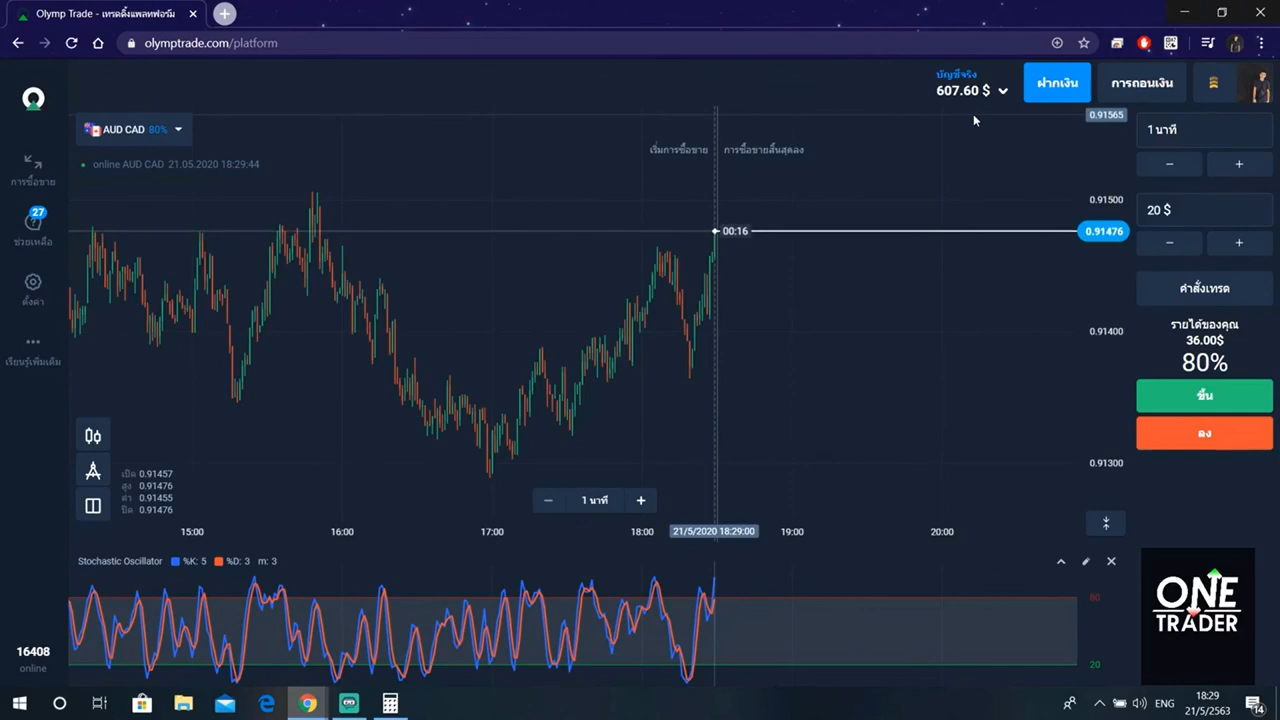 Olymp Trade - เทรดดิ้งแพลทฟอร์ม
olymptrade.com/platform
บัญชีจริง
607.60 $
ฝากเงิน
การถอนเงิน
AUD CAD 80%
online AUD CAD 21.05.2020 18:29:44
เริ่มการซื้อขาย
การซื้อขายสิ้นสุดลง
0.91565
0.91500
00:16
0.91476
0.91400
0.91300
การซื้อขาย
27
ช่วยเหลือ
ตั้งค่า
เรียนรู้เพิ่มเติม
1 นาที
− +
20 $
− +
คำสั่งเทรด
รายได้ของคุณ
36.00$
80%
ขึ้น
ลง
เปิด 0.91457
สูง 0.91476
ต่ำ 0.91455
ปิด 0.91476
− 1 นาที +
15:00 16:00 17:00 18:00 21/5/2020 18:29:00 19:00 20:00
Stochastic Oscillator %K: 5 %D: 3 m: 3
80
20
ONE
TRADER
16408
online
ENG
18:29
21/5/2563
14